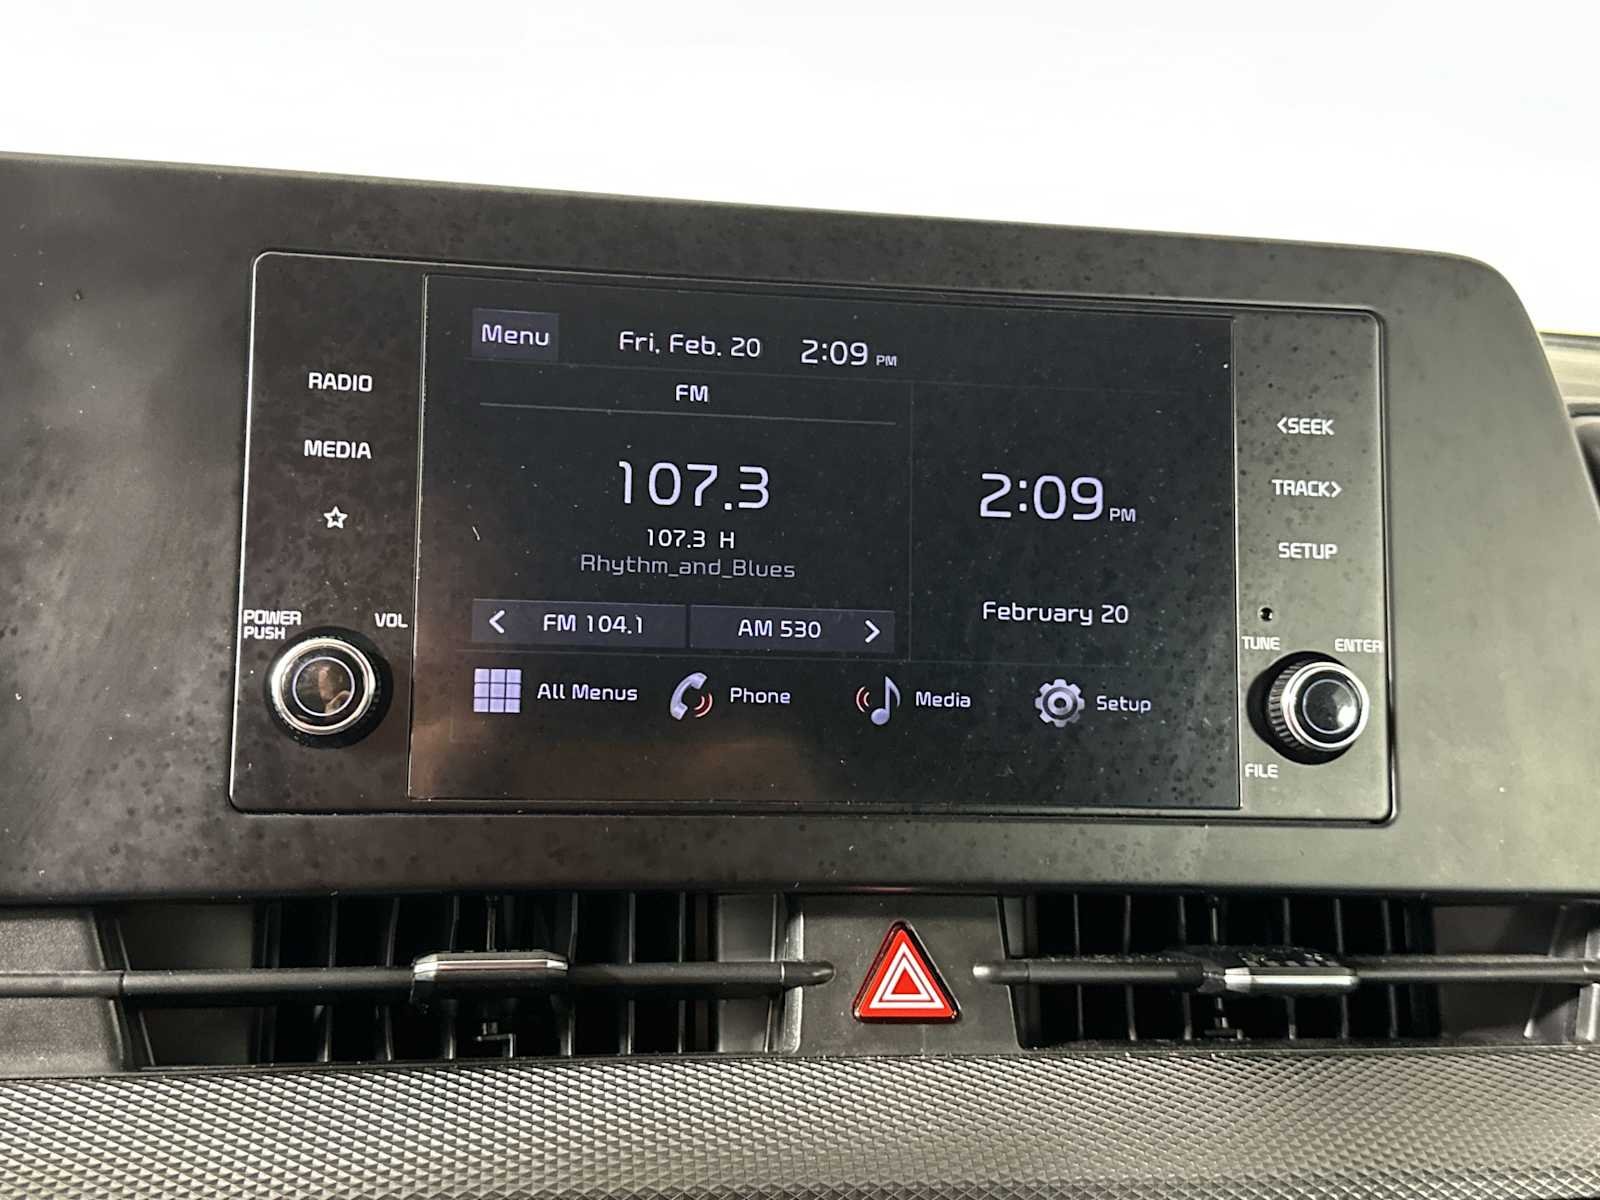 RADIO
MEDIA
POWER
PUSH
VOL
Menu
Fri, Feb. 20
2:09 PM
FM
107.3
107.3 H
Rhythm_and_Blues
< FM 104.1
AM 530 >
2:09 PM
February 20
All Menus
Phone
Media
Setup
<SEEK
TRACK>
SETUP
TUNE
ENTER
FILE